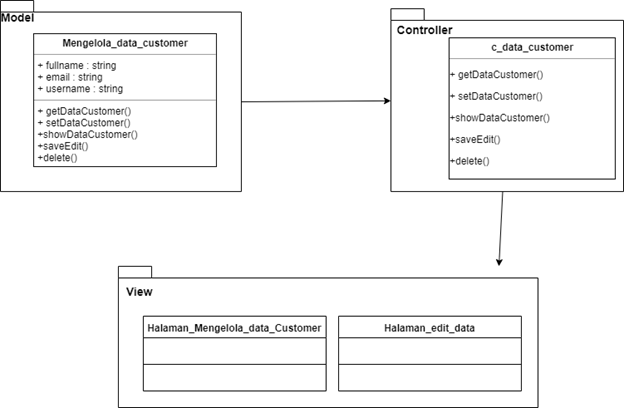 Model
Mengelola_data_customer
+ fullname : string
+ email : string
+ username : string
+ getDataCustomer()
+ setDataCustomer()
+showDataCustomer()
+saveEdit()
+delete()
Controller
c_data_customer
+ getDataCustomer()
+ setDataCustomer()
+showDataCustomer()
+saveEdit()
+delete()
View
Halaman_Mengelola_data_Customer
Halaman_edit_data